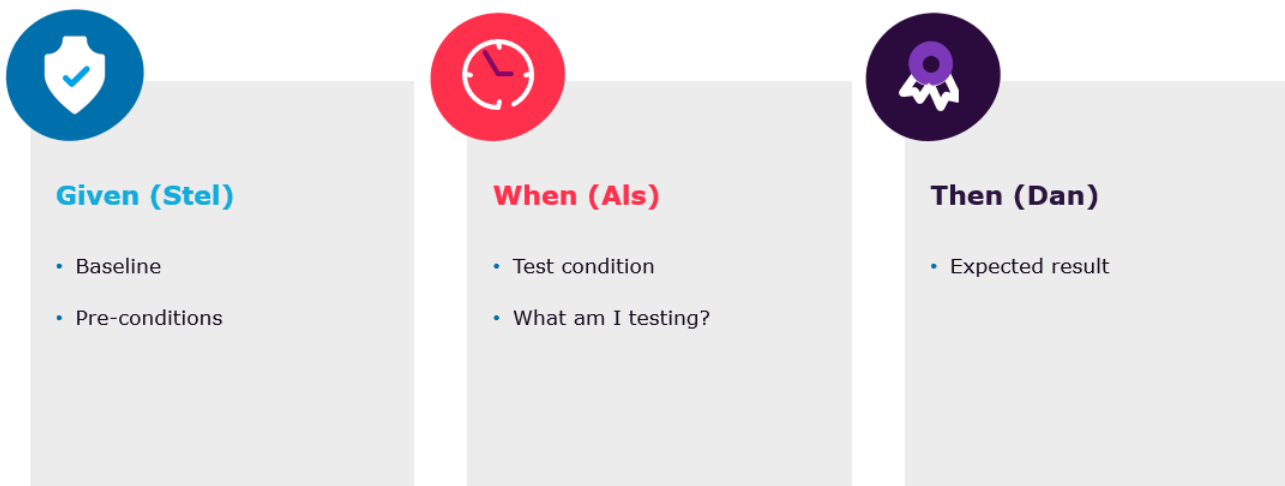 Given (Stel)
• Baseline
• Pre-conditions
When (Als)
• Test condition
• What am I testing?
Then (Dan)
• Expected result